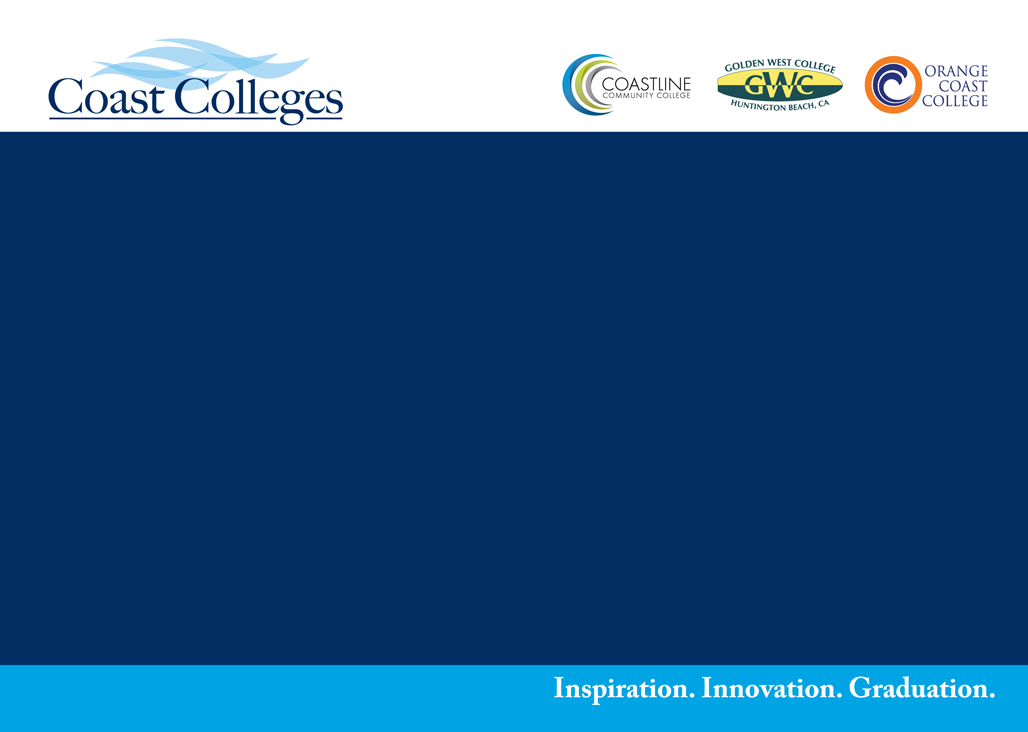 Coast Colleges
COASTLINE
COMMUNITY COLLEGE
GOLDEN WEST COLLEGE
GWC
HUNTINGTON BEACH, CA
ORANGE
COAST
COLLEGE
Inspiration. Innovation. Graduation.